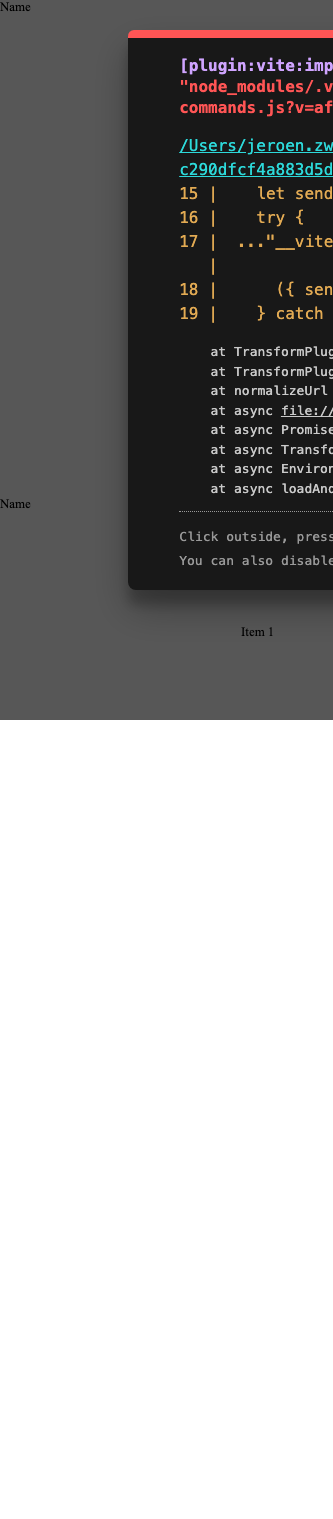 Name
[plugin:vite:imp
"node_modules/.v
commands.js?v=af
/Users/jeroen.zw
c290dfcf4a883d5d
15 |    let send
16 |    try {
17 |  ..."__vite
   |
18 |      ({ sen
19 |    } catch
at TransformPlug
at TransformPlug
at normalizeUrl
at async file://
at async Promise
at async Transfo
at async Environ
at async loadAnd
Name
Click outside, press
You can also disable
Item 1